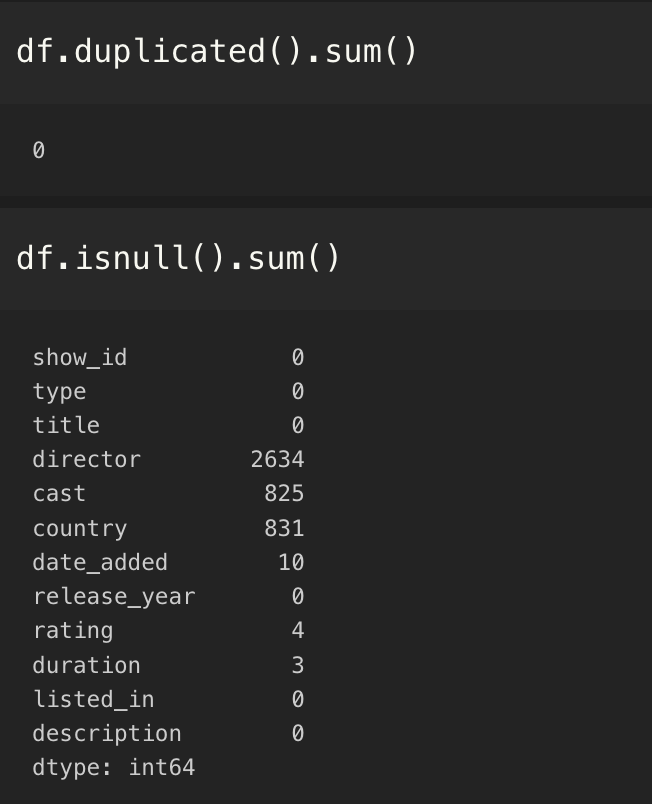 df.duplicated().sum()
0
df.isnull().sum()
show_id 0
type 0
title 0
director 2634
cast 825
country 831
date_added 10
release_year 0
rating 4
duration 3
listed_in 0
description 0
dtype: int64